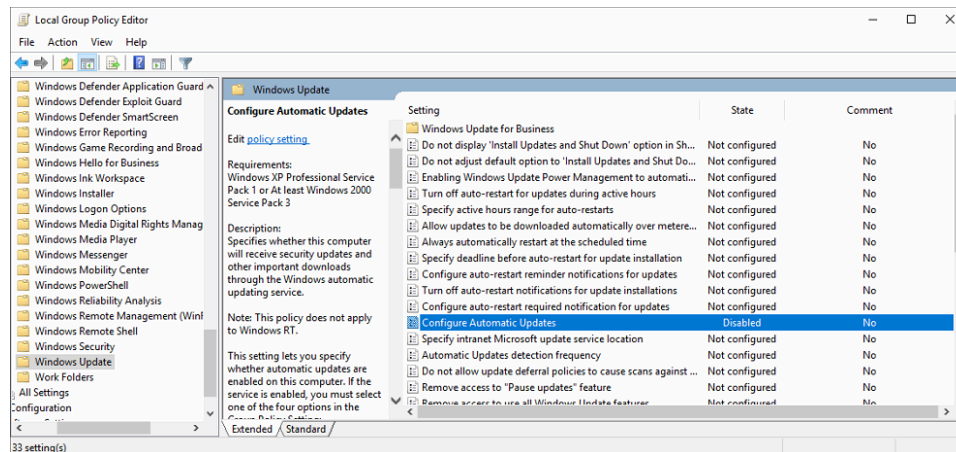 Local Group Policy Editor
File Action View Help
Windows Defender Application Guard
Windows Defender Exploit Guard
Windows Defender SmartScreen
Windows Error Reporting
Windows Game Recording and Broad
Windows Hello for Business
Windows Ink Workspace
Windows Installer
Windows Logon Options
Windows Media Digital Rights Manag
Windows Media Player
Windows Messenger
Windows Mobility Center
Windows PowerShell
Windows Reliability Analysis
Windows Remote Management (WinF
Windows Remote Shell
Windows Security
Windows Update
Work Folders
All Settings
Configuration
Windows Update
Configure Automatic Updates
Edit policy setting
Requirements:
Windows XP Professional Service
Pack 1 or At least Windows 2000
Service Pack 3
Description:
Specifies whether this computer
will receive security updates and
other important downloads
through the Windows automatic
updating service.
Note: This policy does not apply
to Windows RT.
This setting lets you specify
whether automatic updates are
enabled on this computer. If the
service is enabled, you must select
one of the four options in the
Group Policy Setting:
Setting State Comment
Windows Update for Business
Do not display 'Install Updates and Shut Down' option in Sh... Not configured No
Do not adjust default option to 'Install Updates and Shut Do... Not configured No
Enabling Windows Update Power Management to automati... Not configured No
Turn off auto-restart for updates during active hours Not configured No
Specify active hours range for auto-restarts Not configured No
Allow updates to be downloaded automatically over metere... Not configured No
Always automatically restart at the scheduled time Not configured No
Specify deadline before auto-restart for update installation Not configured No
Configure auto-restart reminder notifications for updates Not configured No
Turn off auto-restart notifications for update installations Not configured No
Configure auto-restart required notification for updates Not configured No
Configure Automatic Updates Disabled No
Specify intranet Microsoft update service location Not configured No
Automatic Updates detection frequency Not configured No
Do not allow update deferral policies to cause scans against ... Not configured No
Remove access to "Pause updates" feature Not configured No
Remove access to use all Windows Update features Not configured No
Extended Standard
33 setting(s)